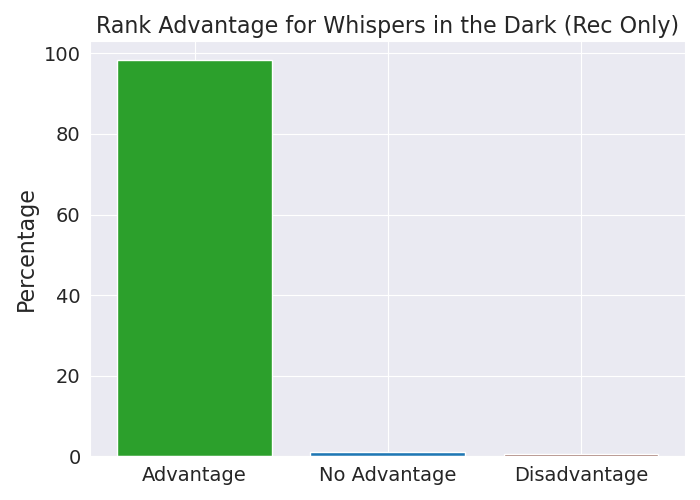 Rank Advantage for Whispers in the Dark (Rec Only)
Percentage
100
80
60
40
20
0
Advantage
No Advantage
Disadvantage